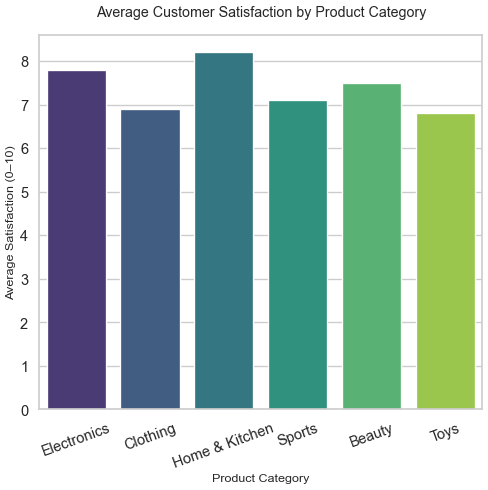 Average Customer Satisfaction by Product Category
Average Satisfaction (0–10)
8
7
6
5
4
3
2
1
0
Electronics
Clothing
Home & Kitchen
Sports
Beauty
Toys
Product Category